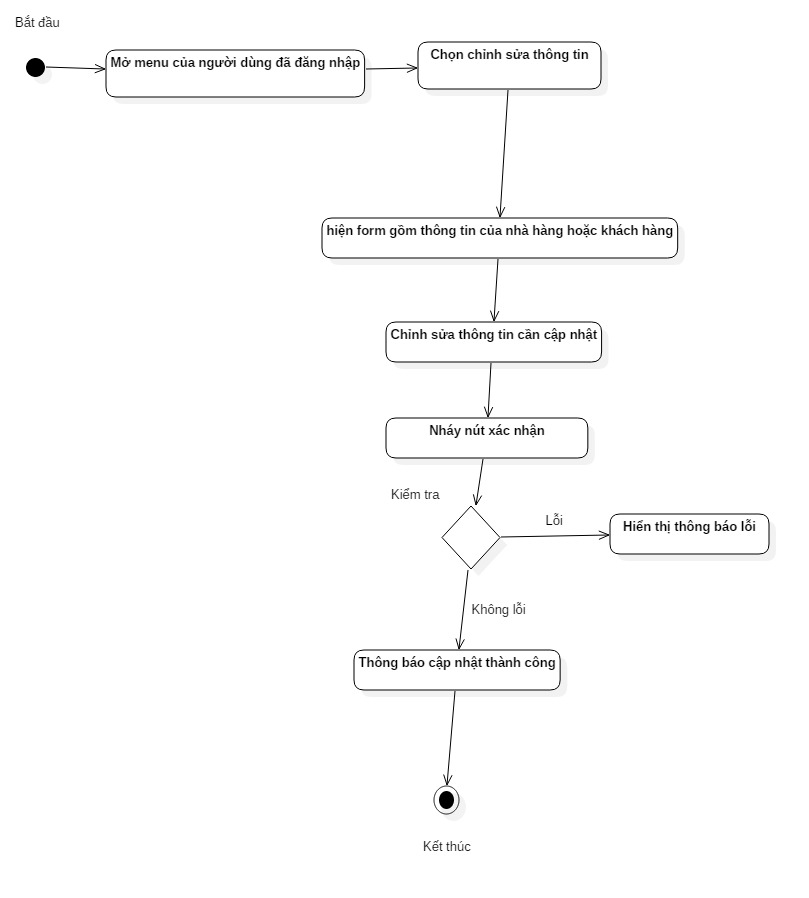 Bắt đầu
Mở menu của người dùng đã đăng nhập
Chọn chỉnh sửa thông tin
hiện form gồm thông tin của nhà hàng hoặc khách hàng
Chỉnh sửa thông tin cần cập nhật
Nháy nút xác nhận
Kiểm tra
Lỗi
Hiển thị thông báo lỗi
Không lỗi
Thông báo cập nhật thành công
Kết thúc